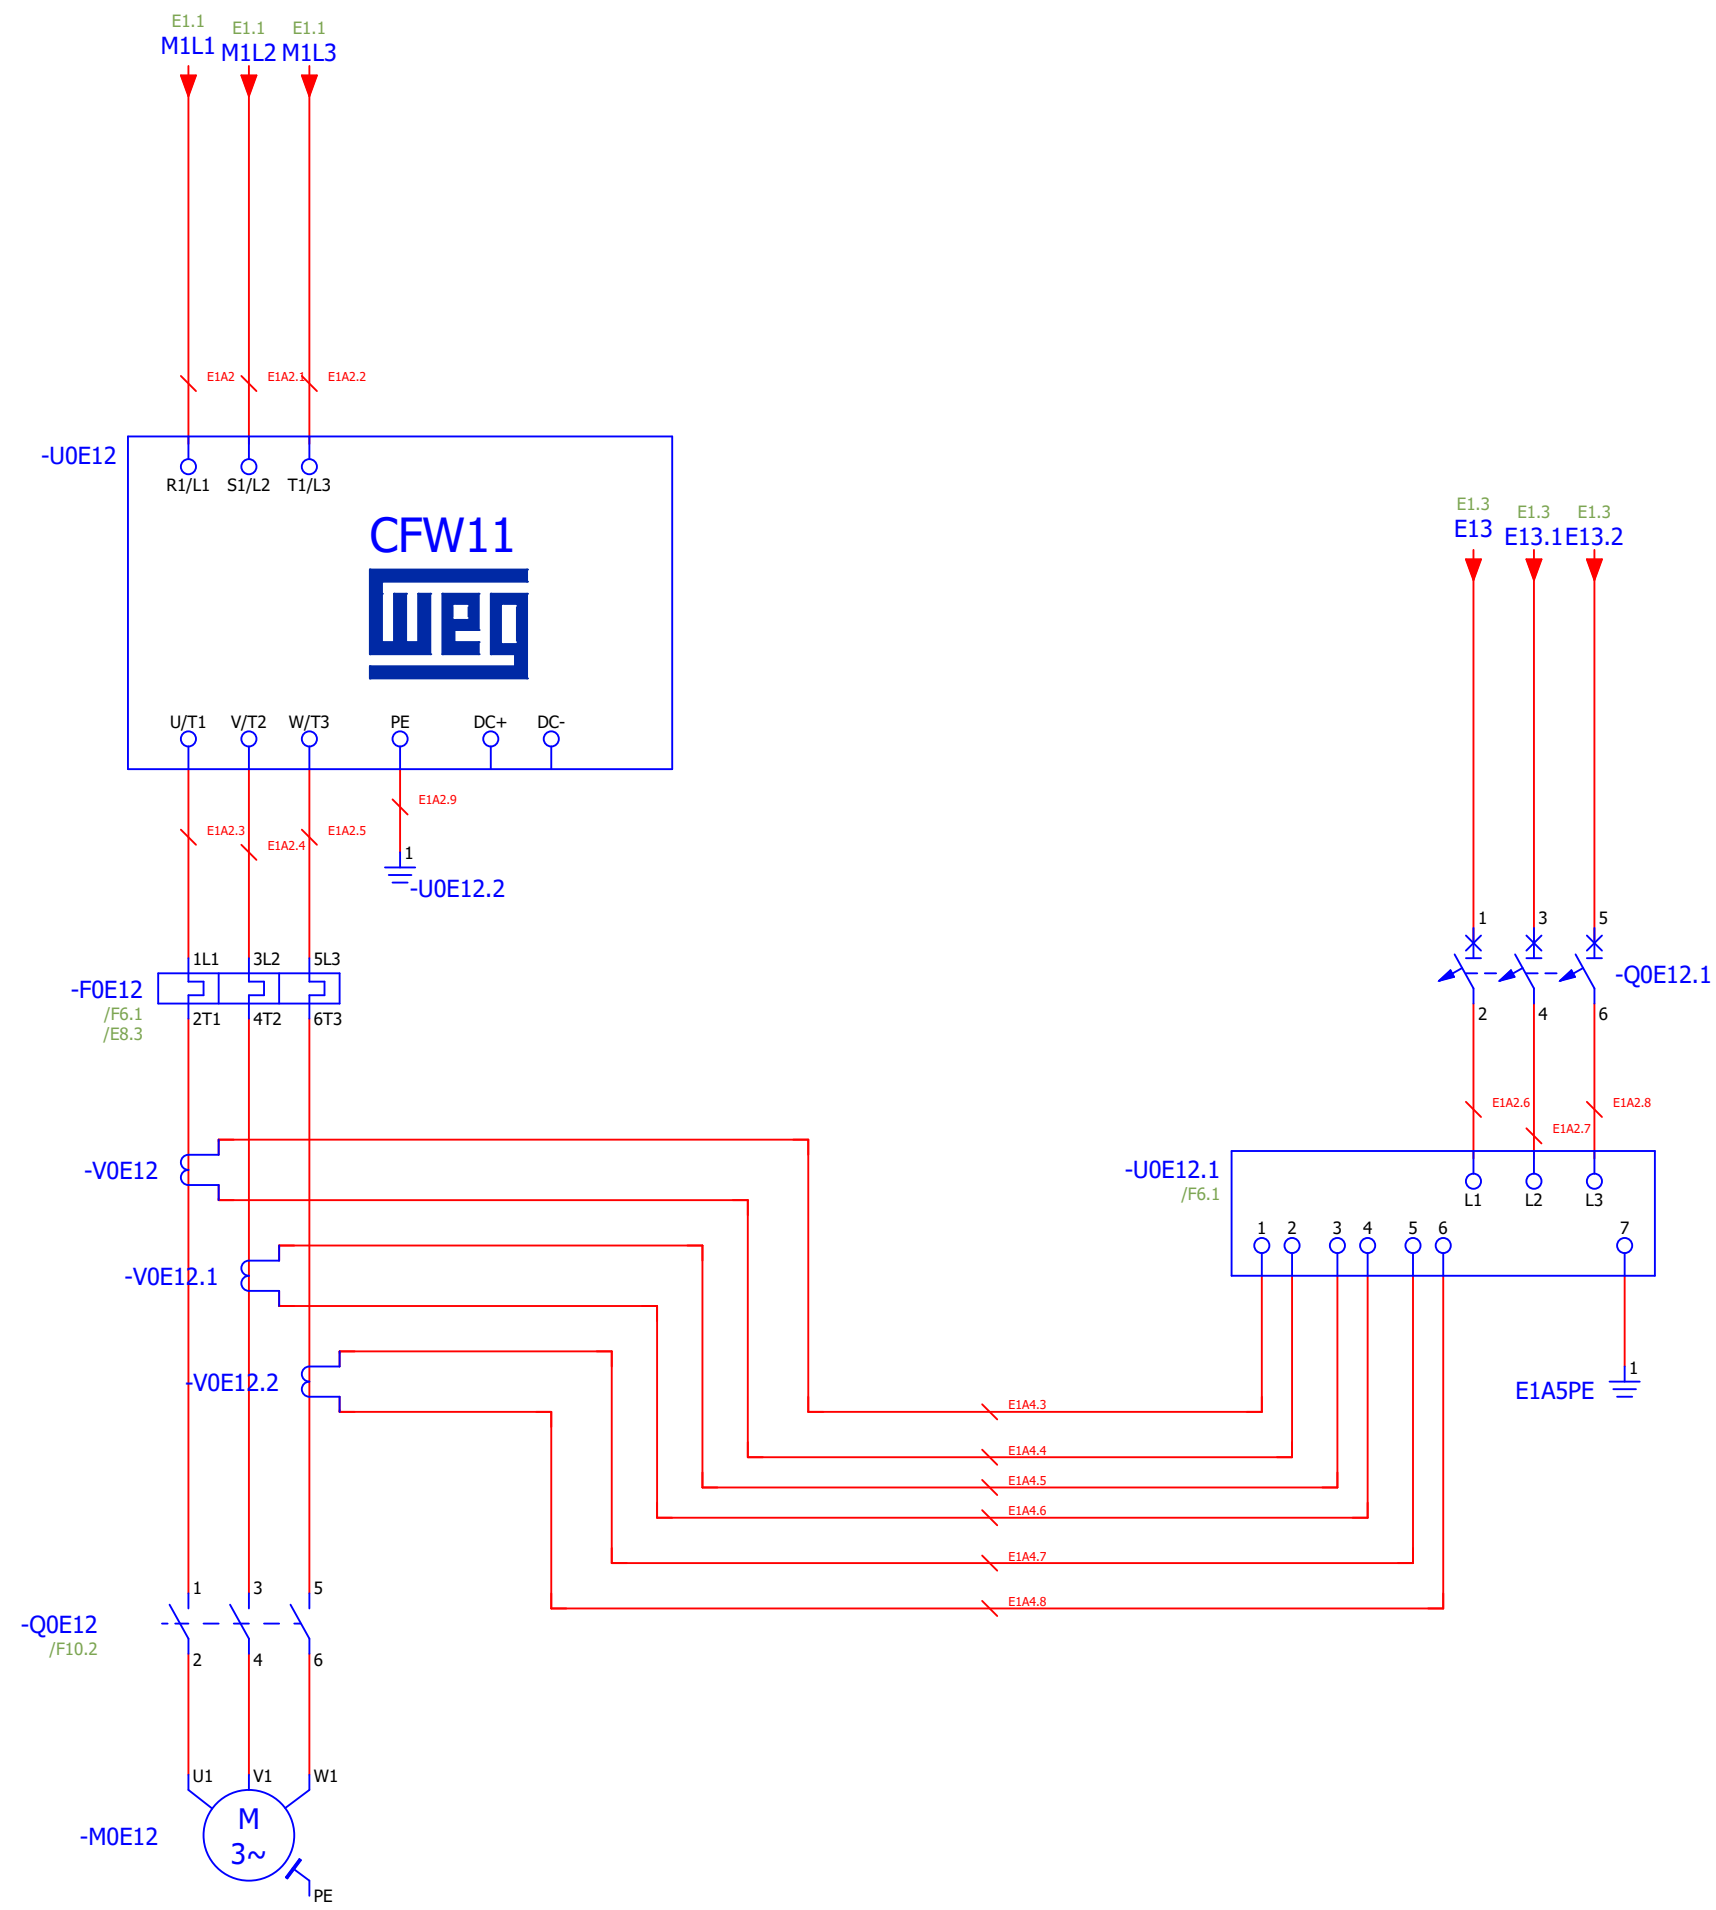 E1.1 E1.1 E1.1
M1L1 M1L2 M1L3
E1A2 E1A2.1 E1A2.2
-U0E12
R1/L1 S1/L2 T1/L3
CFW11
weg
U/T1 V/T2 W/T3 PE DC+ DC-
E1A2.9
E1A2.3 E1A2.4 E1A2.5
1
-U0E12.2
1L1 3L2 5L3
-F0E12
/F6.1
/E8.3
2T1 4T2 6T3
E1.3 E1.3 E1.3
E13 E13.1 E13.2
1 3 5
-Q0E12.1
2 4 6
E1A2.6 E1A2.7 E1A2.8
-U0E12.1
/F6.1
L1 L2 L3
1 2 3 4 5 6 7
1
E1A5PE
-V0E12
-V0E12.1
-V0E12.2
E1A4.3
E1A4.4
E1A4.5
E1A4.6
E1A4.7
E1A4.8
1 3 5
-Q0E12
/F10.2
2 4 6
U1 V1 W1
-M0E12
M
3~
PE